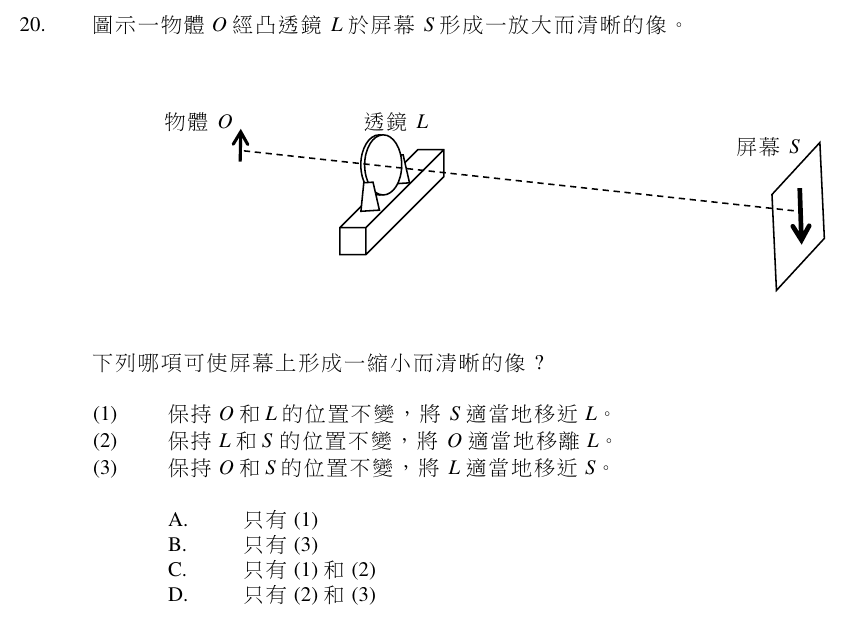 20. 圖示一物體 O 經凸透鏡 L 於屏幕 S 形成一放大而清晰的像。
物體 O
透鏡 L
屏幕 S
下列哪項可使屏幕上形成一縮小而清晰的像？
(1) 保持 O 和 L 的位置不變，將 S 適當地移近 L。
(2) 保持 L 和 S 的位置不變，將 O 適當地移離 L。
(3) 保持 O 和 S 的位置不變，將 L 適當地移近 S。
A. 只有 (1)
B. 只有 (3)
C. 只有 (1) 和 (2)
D. 只有 (2) 和 (3)